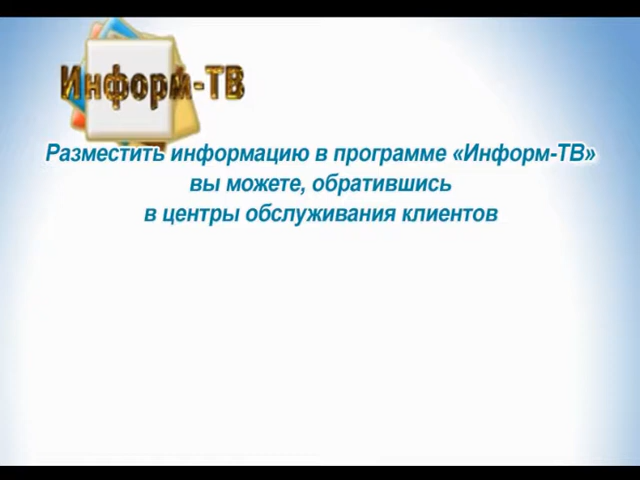 Информ-ТВ
Разместить информацию в программе «Информ-ТВ»
вы можете, обратившись
в центры обслуживания клиентов